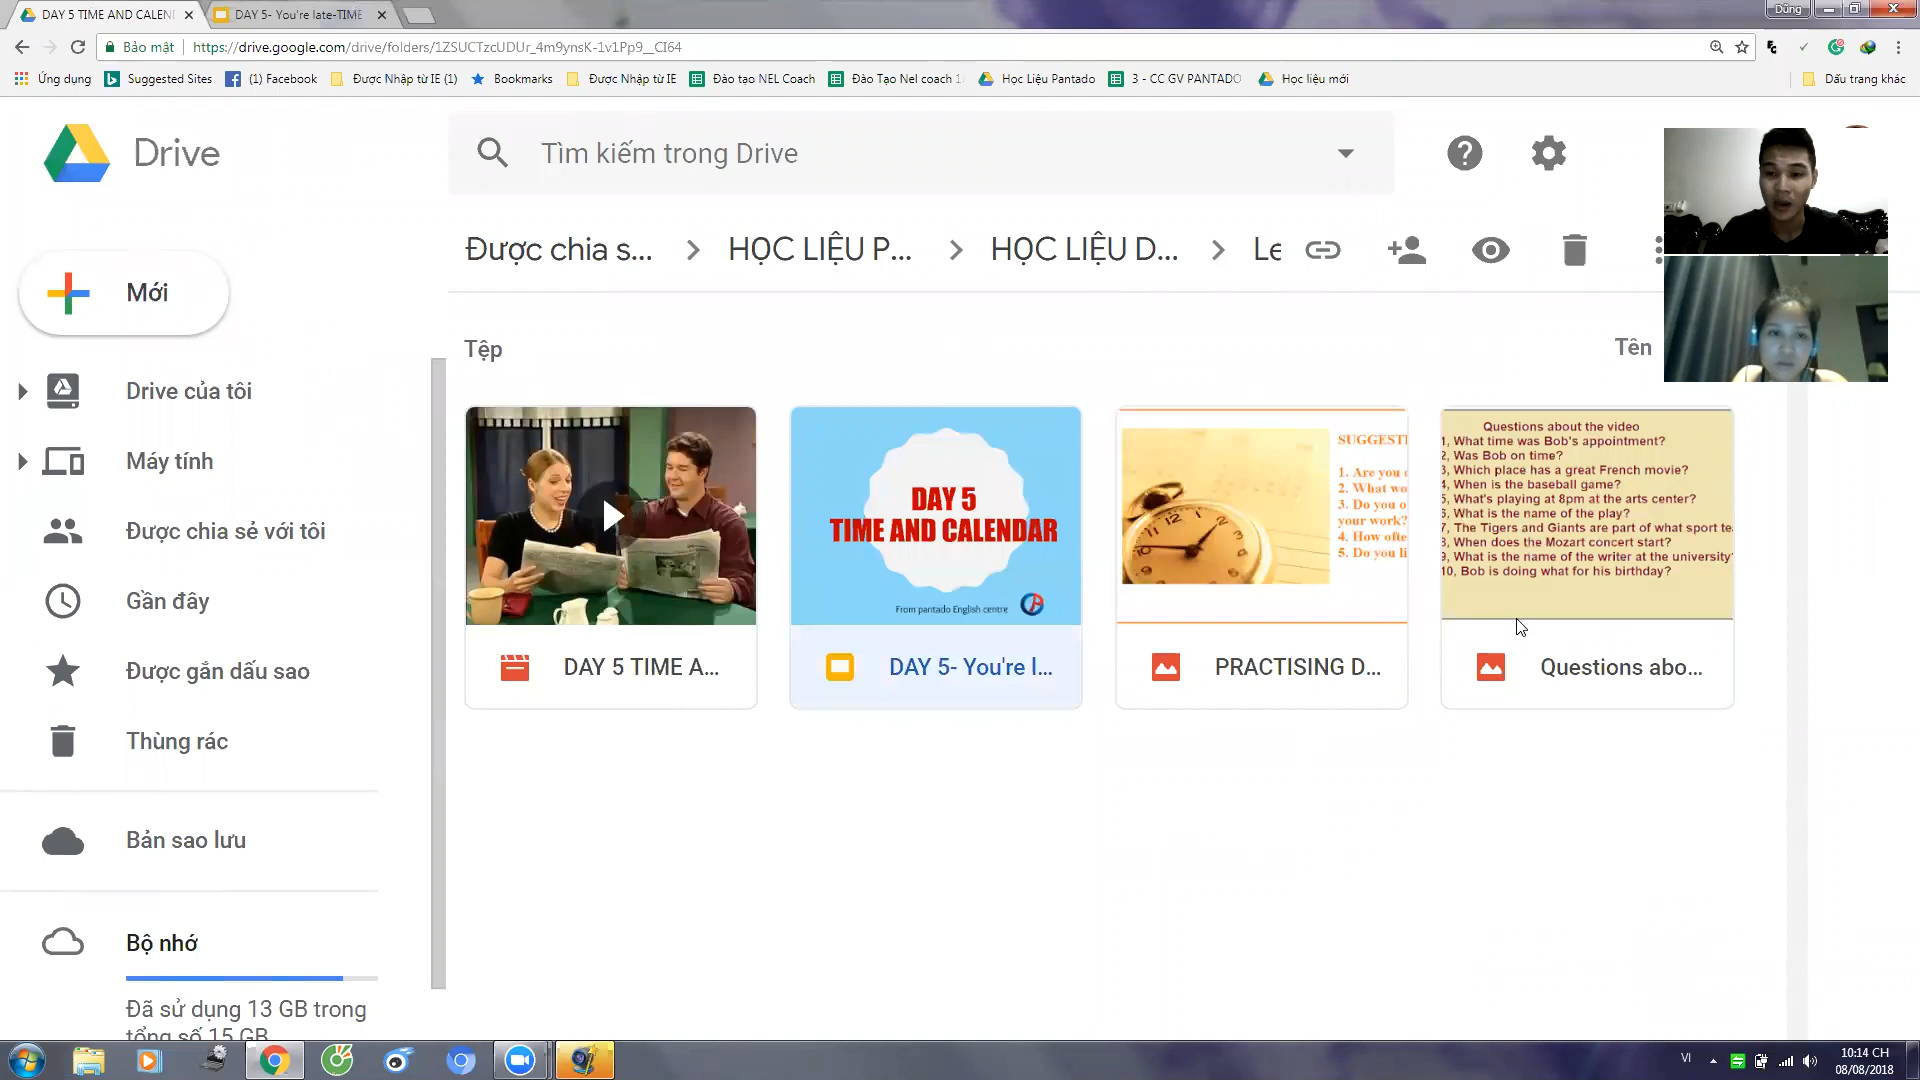 DAY 5 TIME AND CALEN
DAY 5- You're late-TIME
Dũng
Bảo mật
https://drive.google.com/drive/folders/1ZSUCTzcUDUr_4m9ynsK-1v1Pp9__CI64
Ứng dụng
Suggested Sites
(1) Facebook
Được Nhập từ IE (1)
Bookmarks
Được Nhập từ IE
Đào tạo NEL Coach
Đào Tạo Nel coach 1
Học Liệu Pantado
3 - CC GV PANTADO
Học liệu mới
Dấu trang khác
Drive
Tìm kiếm trong Drive
Được chia s...
HỌC LIỆU P...
HỌC LIỆU D...
Le
Mới
Tệp
Tên
Drive của tôi
Máy tính
Được chia sẻ với tôi
Gần đây
Được gắn dấu sao
Thùng rác
Bản sao lưu
Bộ nhớ
Đã sử dụng 13 GB trong
tổng số 15 GB
DAY 5
TIME AND CALENDAR
From pantado English centre
SUGGESTI
1. Are you
2. What wo
3. Do you o
your work?
4. How ofte
5. Do you li
Questions about the video
1, What time was Bob's appointment?
2, Was Bob on time?
3, Which place has a great French movie?
4, When is the baseball game?
5, What's playing at 8pm at the arts center?
6, What is the name of the play?
7, The Tigers and Giants are part of what sport te
8, When does the Mozart concert start?
9, What is the name of the writer at the university
10, Bob is doing what for his birthday?
DAY 5 TIME A...
DAY 5- You're l...
PRACTISING D...
Questions abo...
VI
10:14 CH
08/08/2018